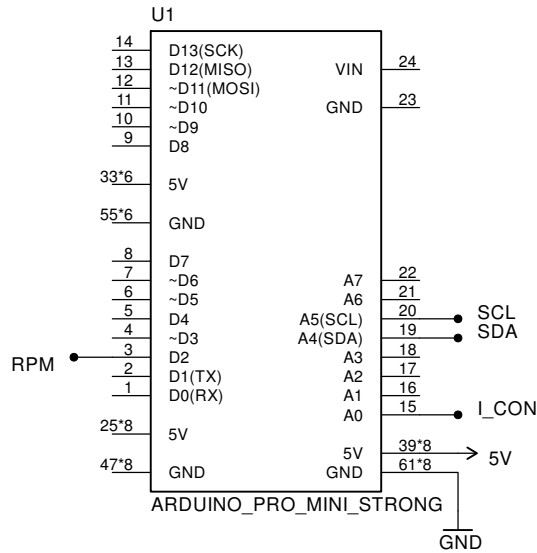 U1
14 D13(SCK)
13 D12(MISO) VIN 24
12 ~D11(MOSI)
11 ~D10 GND 23
10 ~D9
9 D8
33*6 5V
55*6 GND
8 D7
7 ~D6 A7 22
6 ~D5 A6 21
5 D4 A5(SCL) 20 SCL
4 ~D3 A4(SDA) 19 SDA
RPM 3 D2 A3 18
2 D1(TX) A2 17
1 D0(RX) A1 16
A0 15 I_CON
25*8 5V
5V 39*8 5V
47*8 GND GND 61*8
ARDUINO_PRO_MINI_STRONG
GND